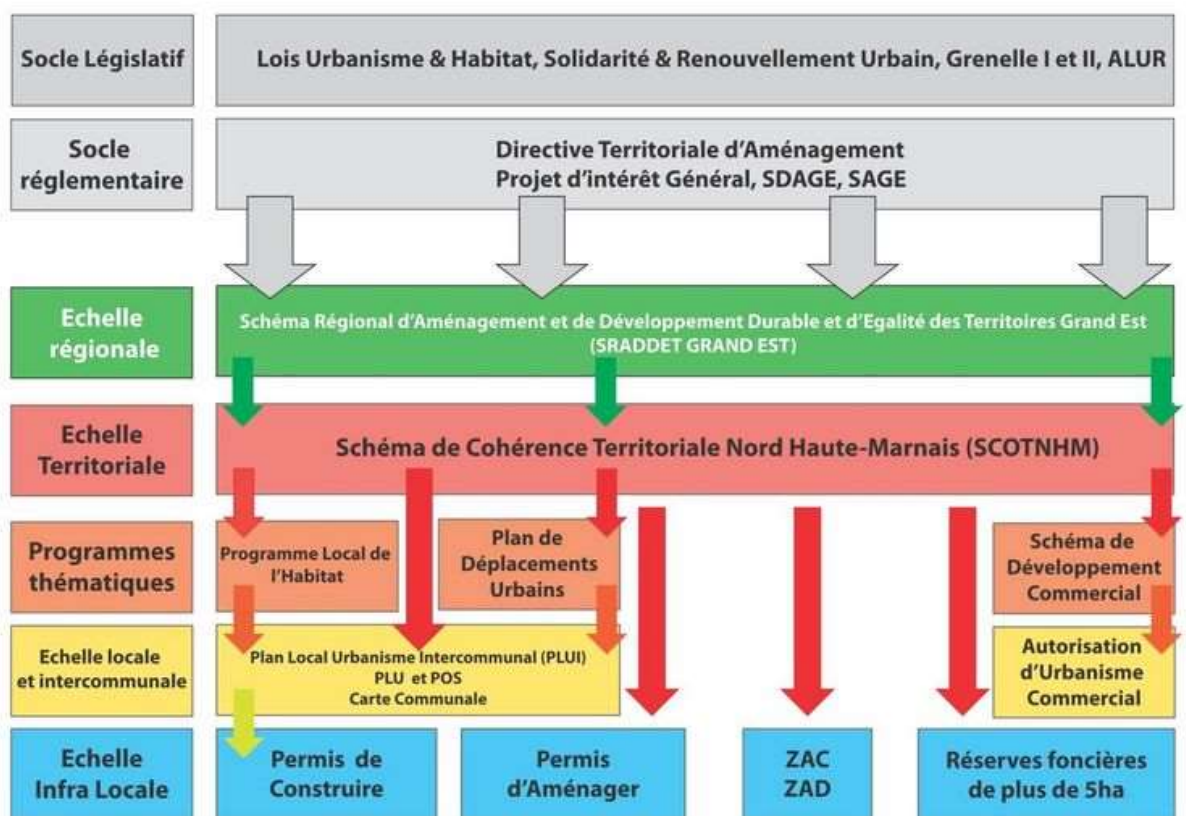 Socle Législatif
Lois Urbanisme & Habitat, Solidarité & Renouvellement Urbain, Grenelle I et II, ALUR
Socle
réglementaire
Directive Territoriale d'Aménagement
Projet d'intérêt Général, SDAGE, SAGE
Echelle
régionale
Schéma Régional d'Aménagement et de Développement Durable et d'Egalité des Territoires Grand Est
(SRADDET GRAND EST)
Echelle
Territoriale
Schéma de Cohérence Territoriale Nord Haute-Marnais (SCOTNHM)
Programmes
thématiques
Programme Local de
l'Habitat
Plan de
Déplacements
Urbains
Schéma de
Développement
Commercial
Echelle locale
et intercommunale
Plan Local Urbanisme Intercommunal (PLUI)
PLU et POS
Carte Communale
Autorisation
d'Urbanisme
Commercial
Echelle
Infra Locale
Permis de
Construire
Permis
d'Aménager
ZAC
ZAD
Réserves foncières
de plus de 5ha